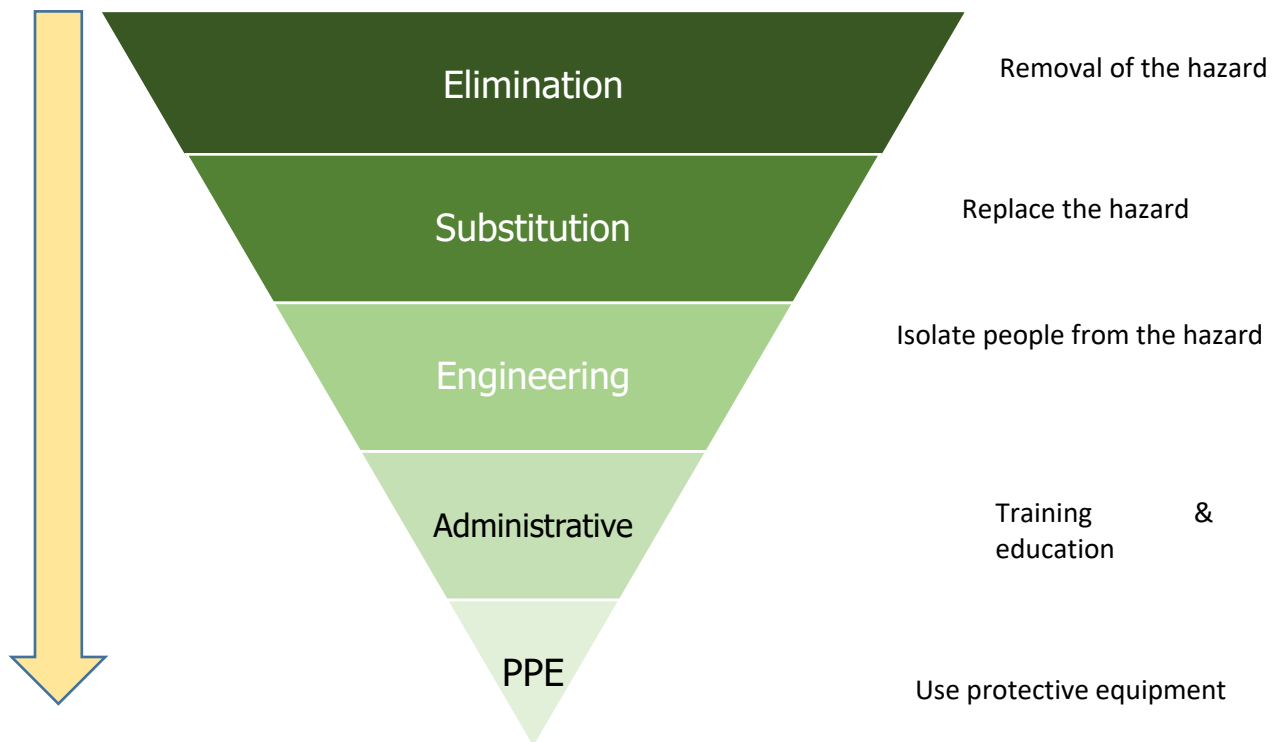 Elimination
Removal of the hazard
Substitution
Replace the hazard
Engineering
Isolate people from the hazard
Administrative
Training &
education
PPE
Use protective equipment